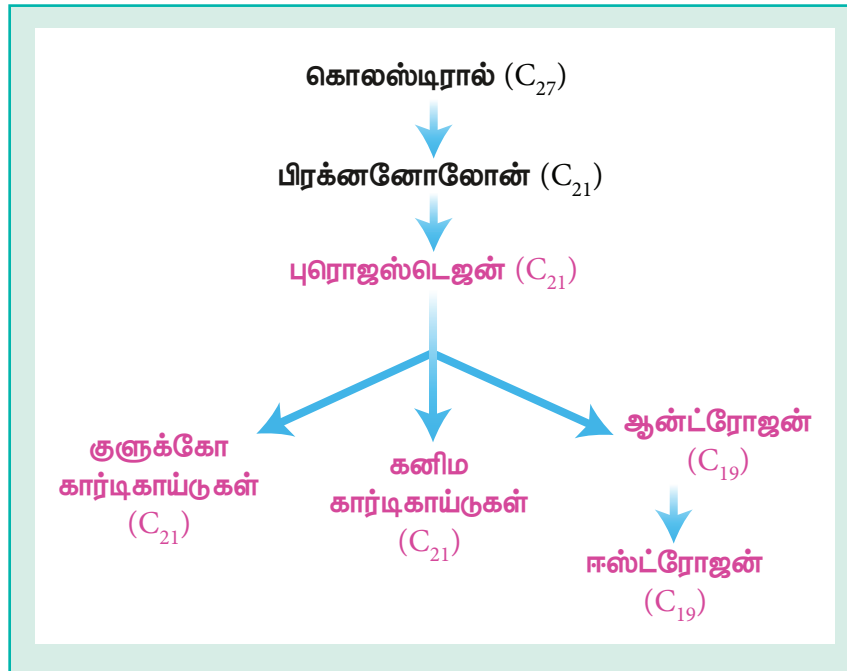 கொலஸ்டிரால் (C₂₇)
பிரக்னனோலோன் (C₂₁)
புரொஜஸ்டெஜன் (C₂₁)
குளுக்கோ
கார்டிகாய்டுகள்
(C₂₁)
கனிம
கார்டிகாய்டுகள்
(C₂₁)
ஆன்ட்ரோஜன்
(C₁₉)
ஈஸ்ட்ரோஜன்
(C₁₉)